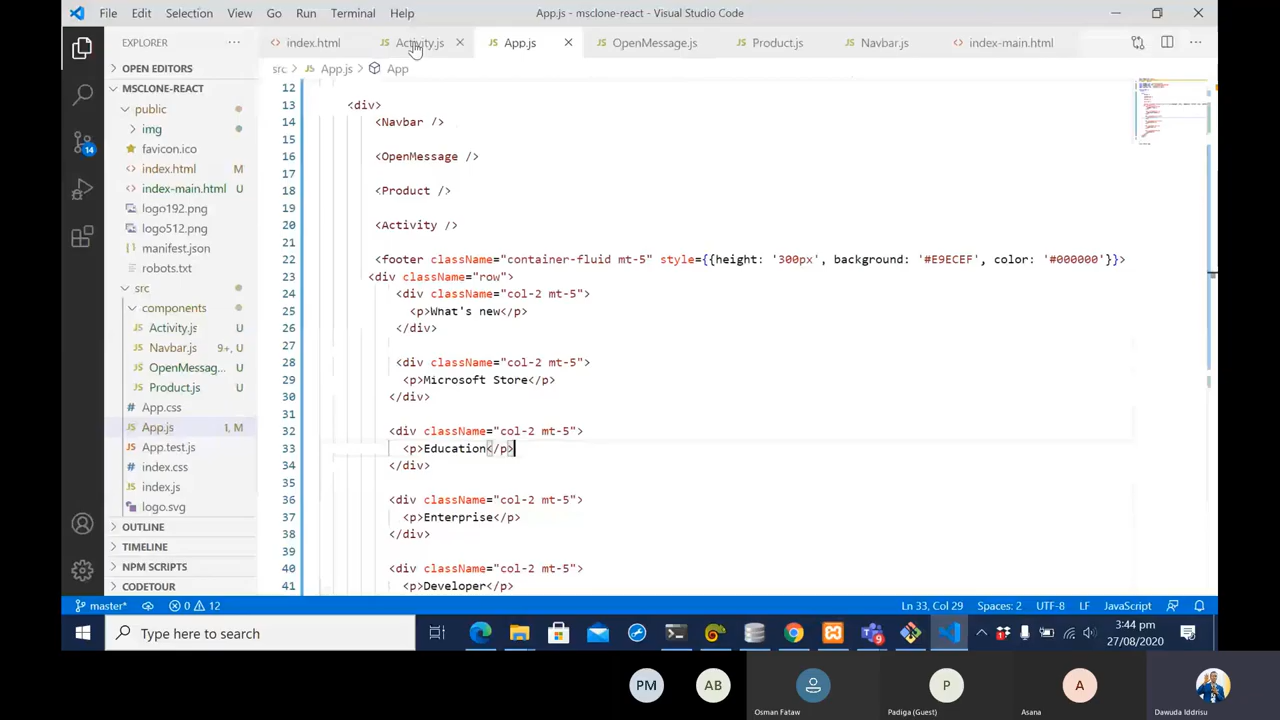 File Edit Selection View Go Run Terminal Help App.js - msclone-react - Visual Studio Code
EXPLORER ...
index.html Activity.js App.js OpenMessage.js Product.js Navbar.js index-main.html
OPEN EDITORS
src > App.js > App
MSCLONE-REACT
public
img
favicon.ico
index.html M
index-main.html U
logo192.png
logo512.png
manifest.json
robots.txt
src
components
Activity.js U
Navbar.js 9+, U
OpenMessag... U
Product.js U
App.css
App.js 1, M
App.test.js
index.css
index.js
logo.svg
OUTLINE
TIMELINE
NPM SCRIPTS
CODETOUR
12
13 <div>
14 <Navbar />
15
16 <OpenMessage />
17
18 <Product />
19
20 <Activity />
21
22 <footer className="container-fluid mt-5" style={{height: '300px', background: '#E9ECEF', color: '#000000'}}>
23 <div className="row">
24 <div className="col-2 mt-5">
25 <p>What's new</p>
26 </div>
27
28 <div className="col-2 mt-5">
29 <p>Microsoft Store</p>
30 </div>
31
32 <div className="col-2 mt-5">
33 <p>Education</p>
34 </div>
35
36 <div className="col-2 mt-5">
37 <p>Enterprise</p>
38 </div>
39
40 <div className="col-2 mt-5">
41 <p>Developer</p>
14
master* 0 12 Ln 33, Col 29 Spaces: 2 UTF-8 LF JavaScript
Type here to search
9
3:44 pm
27/08/2020
PM AB P A
Osman Fataw Padiga (Guest) Asana Dawuda Iddrisu